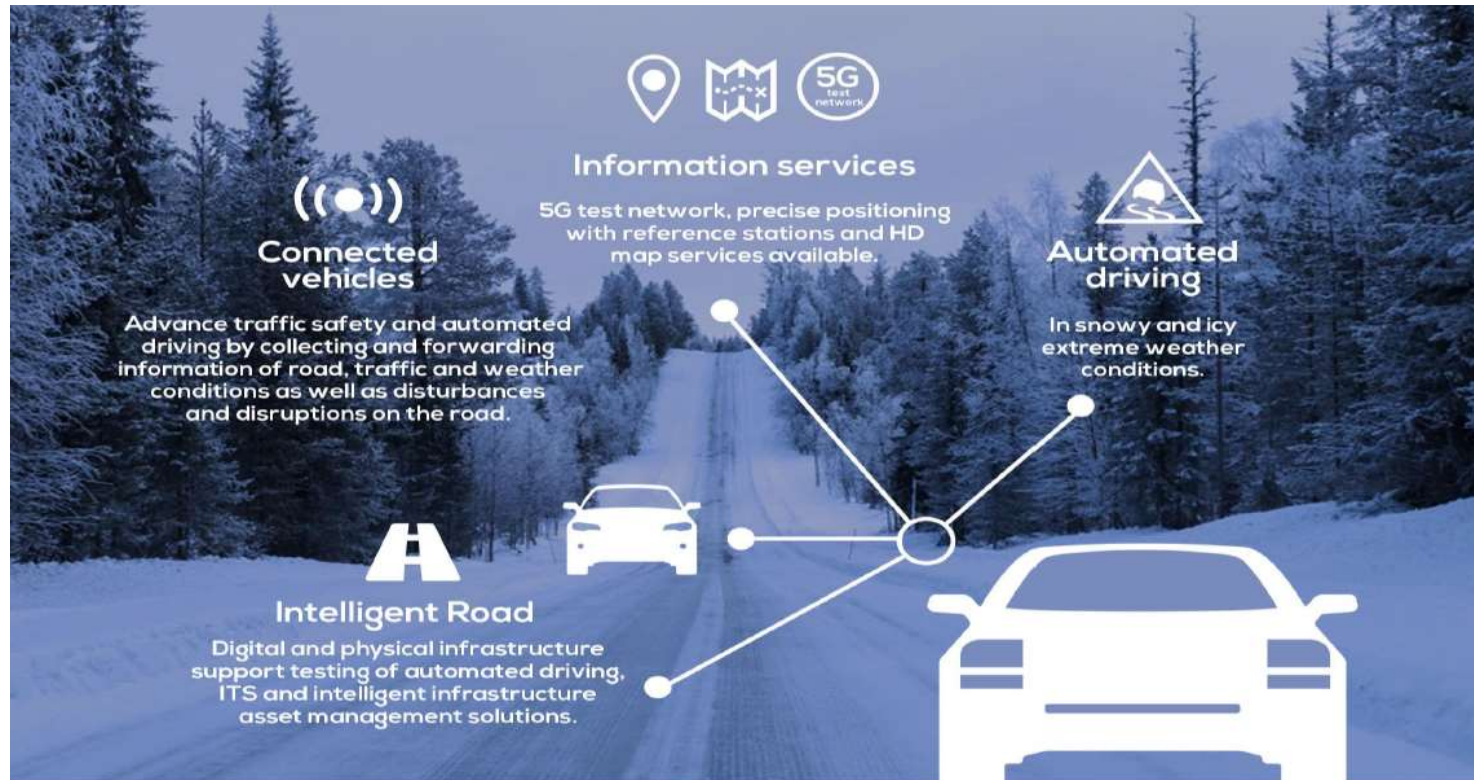 5G
test
network
Information services
5G test network, precise positioning
with reference stations and HD
map services available.
Connected
vehicles
Advance traffic safety and automated
driving by collecting and forwarding
information of road, traffic and weather
conditions as well as disturbances
and disruptions on the road.
Automated
driving
In snowy and icy
extreme weather
conditions.
Intelligent Road
Digital and physical infrastructure
support testing of automated driving,
ITS and intelligent infrastructure
asset management solutions.